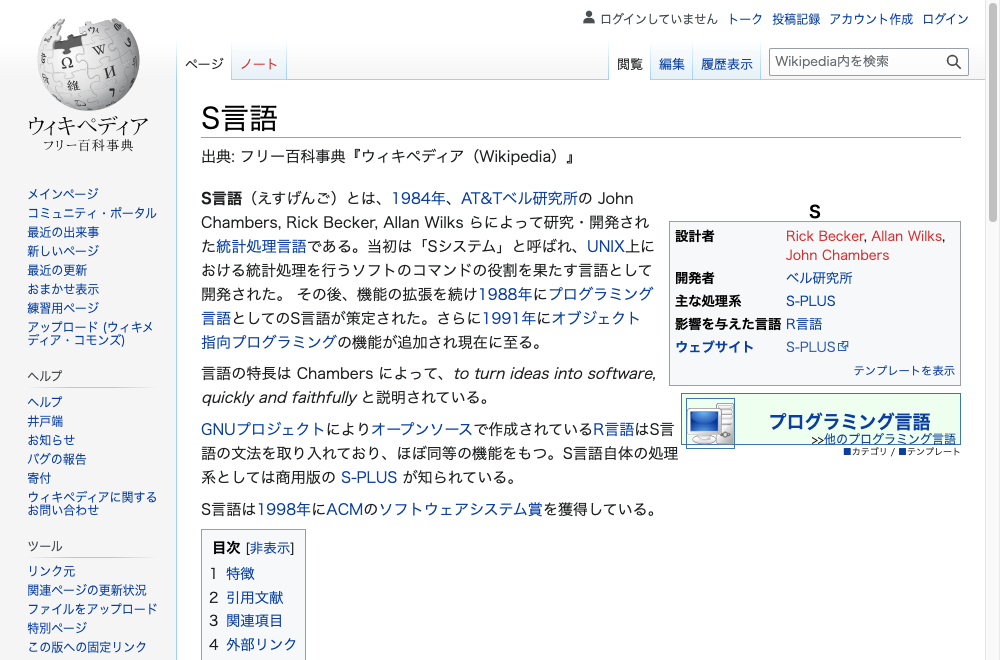 ログインしていません トーク 投稿記録 アカウント作成 ログイン
ページ ノート 閲覧 編集 履歴表示 Wikipedia内を検索
ウィキペディア
フリー百科事典
メインページ
コミュニティ・ポータル
最近の出来事
新しいページ
最近の更新
おまかせ表示
練習用ページ
アップロード (ウィキメ
ディア・コモンズ)
ヘルプ
ヘルプ
井戸端
お知らせ
バグの報告
寄付
ウィキペディアに関する
お問い合わせ
ツール
リンク元
関連ページの更新状況
ファイルをアップロード
特別ページ
この版への固定リンク
S言語
出典: フリー百科事典『ウィキペディア（Wikipedia）』
S言語（えすげんご）とは、1984年、AT&Tベル研究所の John
Chambers, Rick Becker, Allan Wilks らによって研究・開発され
た統計処理言語である。当初は「Sシステム」と呼ばれ、UNIX上に
おける統計処理を行うソフトのコマンドの役割を果たす言語として
開発された。 その後、機能の拡張を続け1988年にプログラミング
言語としてのS言語が策定された。さらに1991年にオブジェクト
指向プログラミングの機能が追加され現在に至る。
言語の特長は Chambers によって、to turn ideas into software,
quickly and faithfully と説明されている。
GNUプロジェクトによりオープンソースで作成されているR言語はS言
語の文法を取り入れており、ほぼ同等の機能をもつ。S言語自体の処理
系としては商用版の S-PLUS が知られている。
S言語は1998年にACMのソフトウェアシステム賞を獲得している。
S
設計者 Rick Becker, Allan Wilks,
John Chambers
開発者 ベル研究所
主な処理系 S-PLUS
影響を与えた言語 R言語
ウェブサイト S-PLUS
テンプレートを表示
プログラミング言語
>>他のプログラミング言語
■カテゴリ / ■テンプレート
目次 [非表示]
1 特徴
2 引用文献
3 関連項目
4 外部リンク